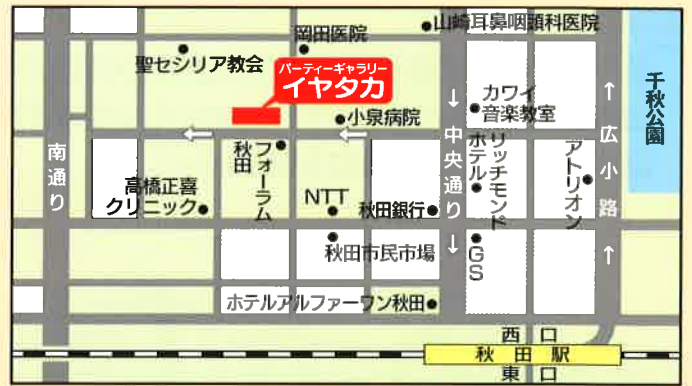 山崎耳鼻咽頭科医院
岡田医院
聖セシリア教会
パーティーギャラリー
イヤタカ
小泉病院
カワイ
音楽教室
千秋公園
↓中央通り↓
↑広小路↑
南通り
秋田
フォーラム
高橋正喜
クリニック
NTT
秋田銀行
リッチモンド
ホテル
アトリオン
秋田市民市場
GS
ホテルアルファーワン秋田
西口
秋田駅
東口